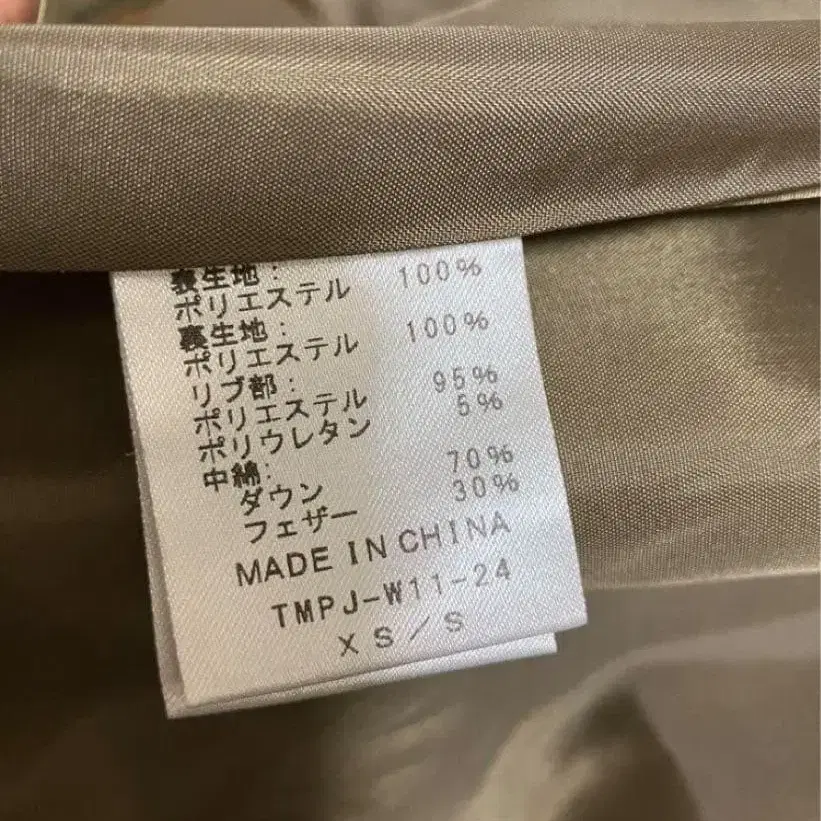 表生地:
ポリエステル 100%
裏生地:
ポリエステル 100%
リブ部:
ポリエステル 95%
ポリウレタン 5%
中綿:
ダウン 70%
フェザー 30%
MADE IN CHINA
TMPJ-W11-24
XS/S